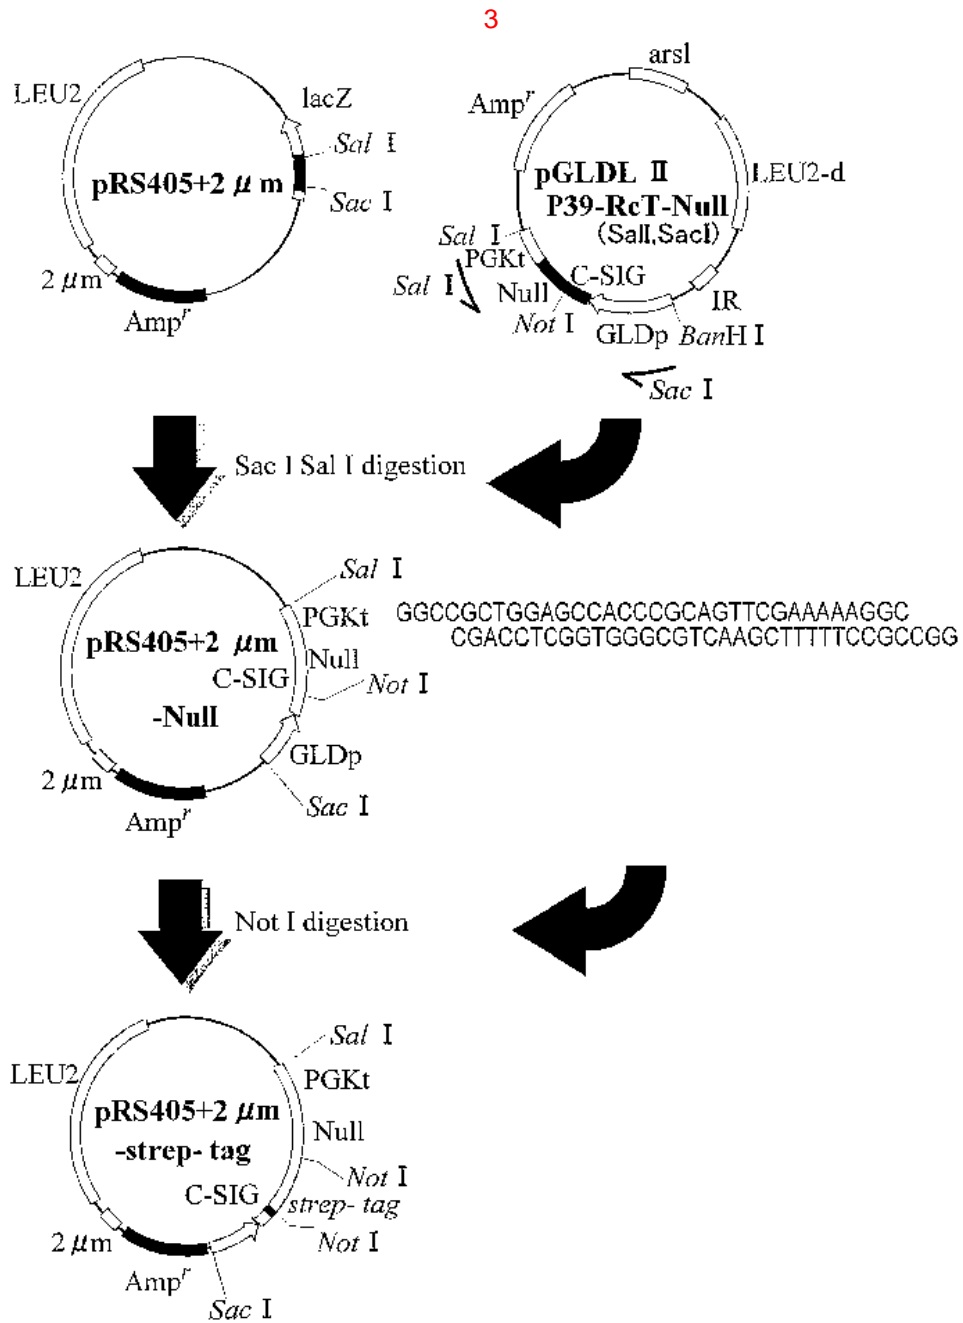 3
LEU2
lacZ
Sal I
pRS405+2 μm
Sac I
2 μm
Ampʳ
arsI
Ampʳ
LEU2-d
pGLDL II
P39-RcT-Null
(SalI,SacI)
Sal I
PGKt
C-SIG
Sal I
Null
IR
Not I
GLDp
BanH I
Sac I
Sac I Sal I digestion
LEU2
Sal I
PGKt
pRS405+2 μm
Null
C-SIG
Not I
-Null
GLDp
2 μm
Sac I
Ampʳ
GGCCGCTGGAGCCACCCGCAGTTCGAAAAAGGC
CGACCTCGGTGGGCGTCAAGCTTTTTCCGCCGG
Not I digestion
Sal I
LEU2
PGKt
pRS405+2 μm
Null
-strep- tag
Not I
C-SIG
strep- tag
2 μm
Not I
Ampʳ
Sac I